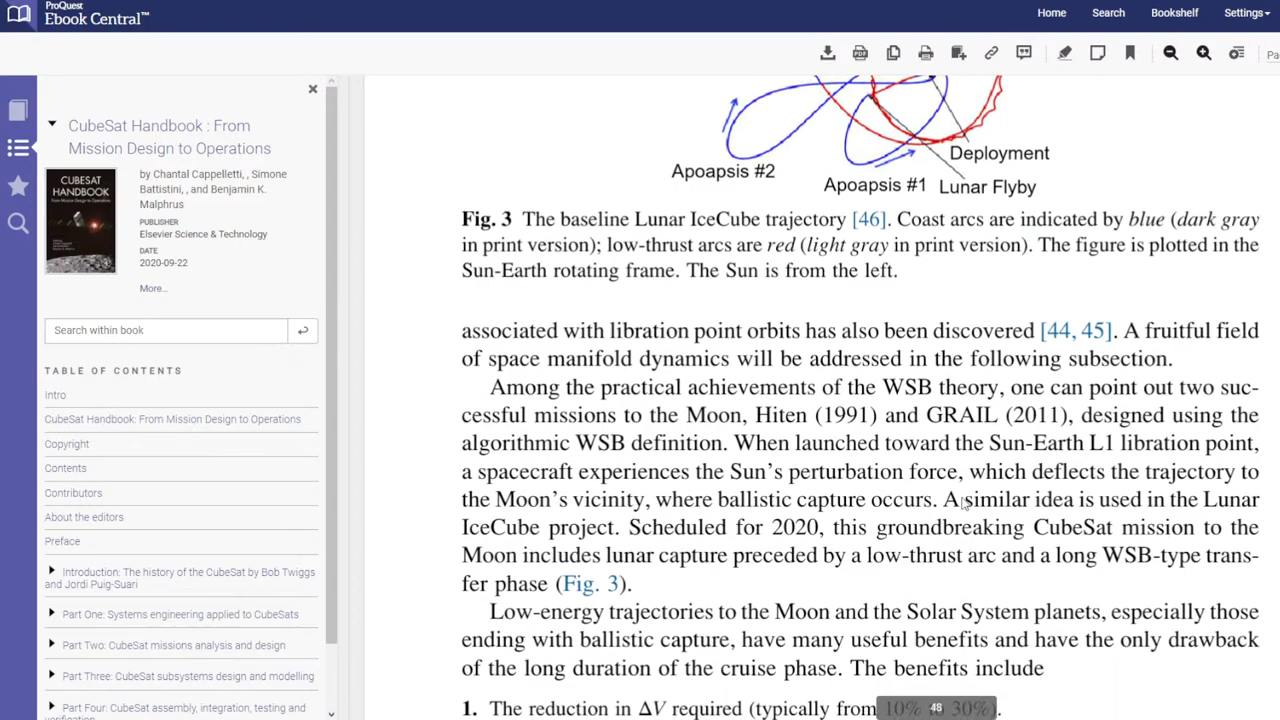 ProQuest
Ebook Central™
Home
Search
Bookshelf
Settings
CubeSat Handbook : From
Mission Design to Operations
by Chantal Cappelletti, , Simone
Battistini, , and Benjamin K.
Malphrus
PUBLISHER
Elsevier Science & Technology
DATE
2020-09-22
More...
CUBESAT
HANDBOOK
Search within book
TABLE OF CONTENTS
Intro
CubeSat Handbook: From Mission Design to Operations
Copyright
Contents
Contributors
About the editors
Preface
Introduction: The history of the CubeSat by Bob Twiggs
and Jordi Puig-Suari
Part One: Systems engineering applied to CubeSats
Part Two: CubeSat missions analysis and design
Part Three: CubeSat subsystems design and modelling
Part Four: CubeSat assembly, integration, testing and
Apoapsis #2
Apoapsis #1
Deployment
Lunar Flyby
Fig. 3 The baseline Lunar IceCube trajectory [46]. Coast arcs are indicated by blue (dark gray
in print version); low-thrust arcs are red (light gray in print version). The figure is plotted in the
Sun-Earth rotating frame. The Sun is from the left.
associated with libration point orbits has also been discovered [44, 45]. A fruitful field
of space manifold dynamics will be addressed in the following subsection.
Among the practical achievements of the WSB theory, one can point out two suc-
cessful missions to the Moon, Hiten (1991) and GRAIL (2011), designed using the
algorithmic WSB definition. When launched toward the Sun-Earth L1 libration point,
a spacecraft experiences the Sun's perturbation force, which deflects the trajectory to
the Moon's vicinity, where ballistic capture occurs. A similar idea is used in the Lunar
IceCube project. Scheduled for 2020, this groundbreaking CubeSat mission to the
Moon includes lunar capture preceded by a low-thrust arc and a long WSB-type trans-
fer phase (Fig. 3).
Low-energy trajectories to the Moon and the Solar System planets, especially those
ending with ballistic capture, have many useful benefits and have the only drawback
of the long duration of the cruise phase. The benefits include
1. The reduction in ΔV required (typically from 10% to 30%).
48